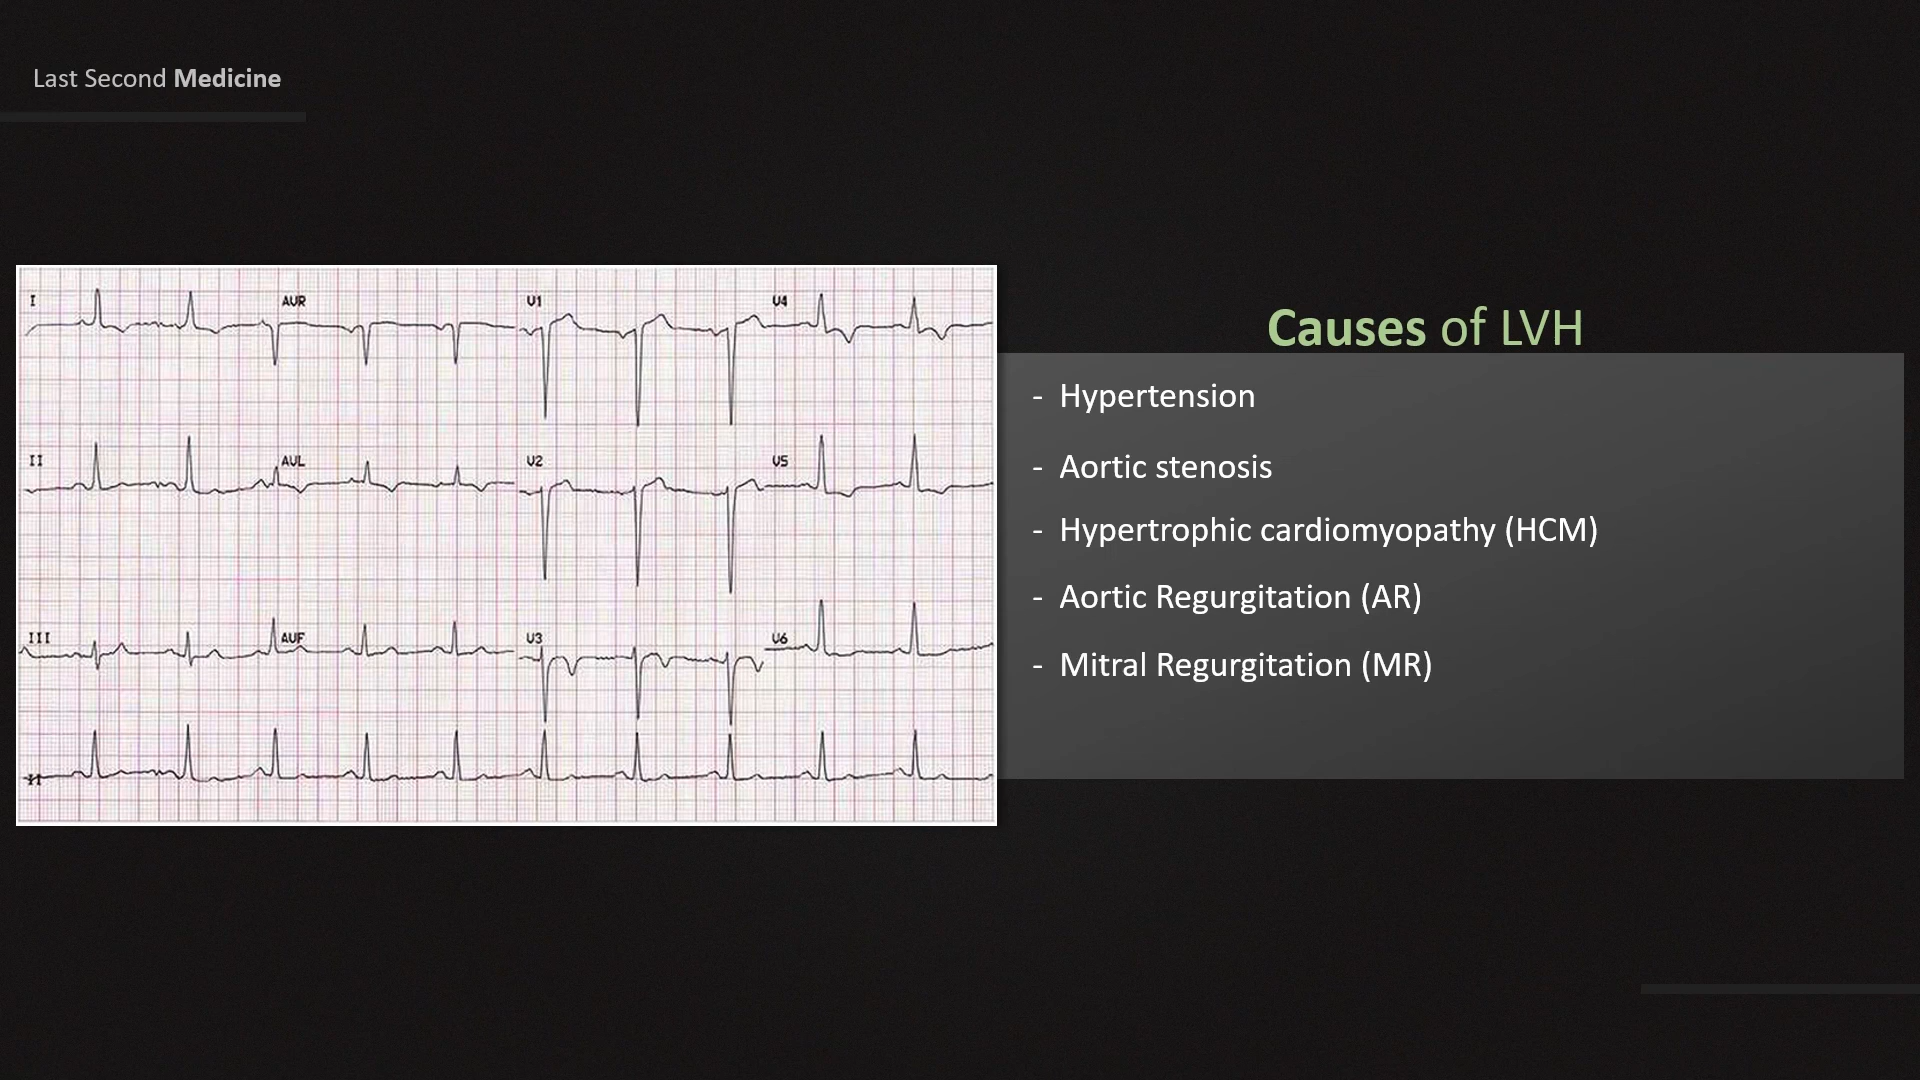 Last Second Medicine
I AVR V1 V4
II AVL V2 V5
III AVF V3 V6
II
Causes of LVH
- Hypertension
- Aortic stenosis
- Hypertrophic cardiomyopathy (HCM)
- Aortic Regurgitation (AR)
- Mitral Regurgitation (MR)